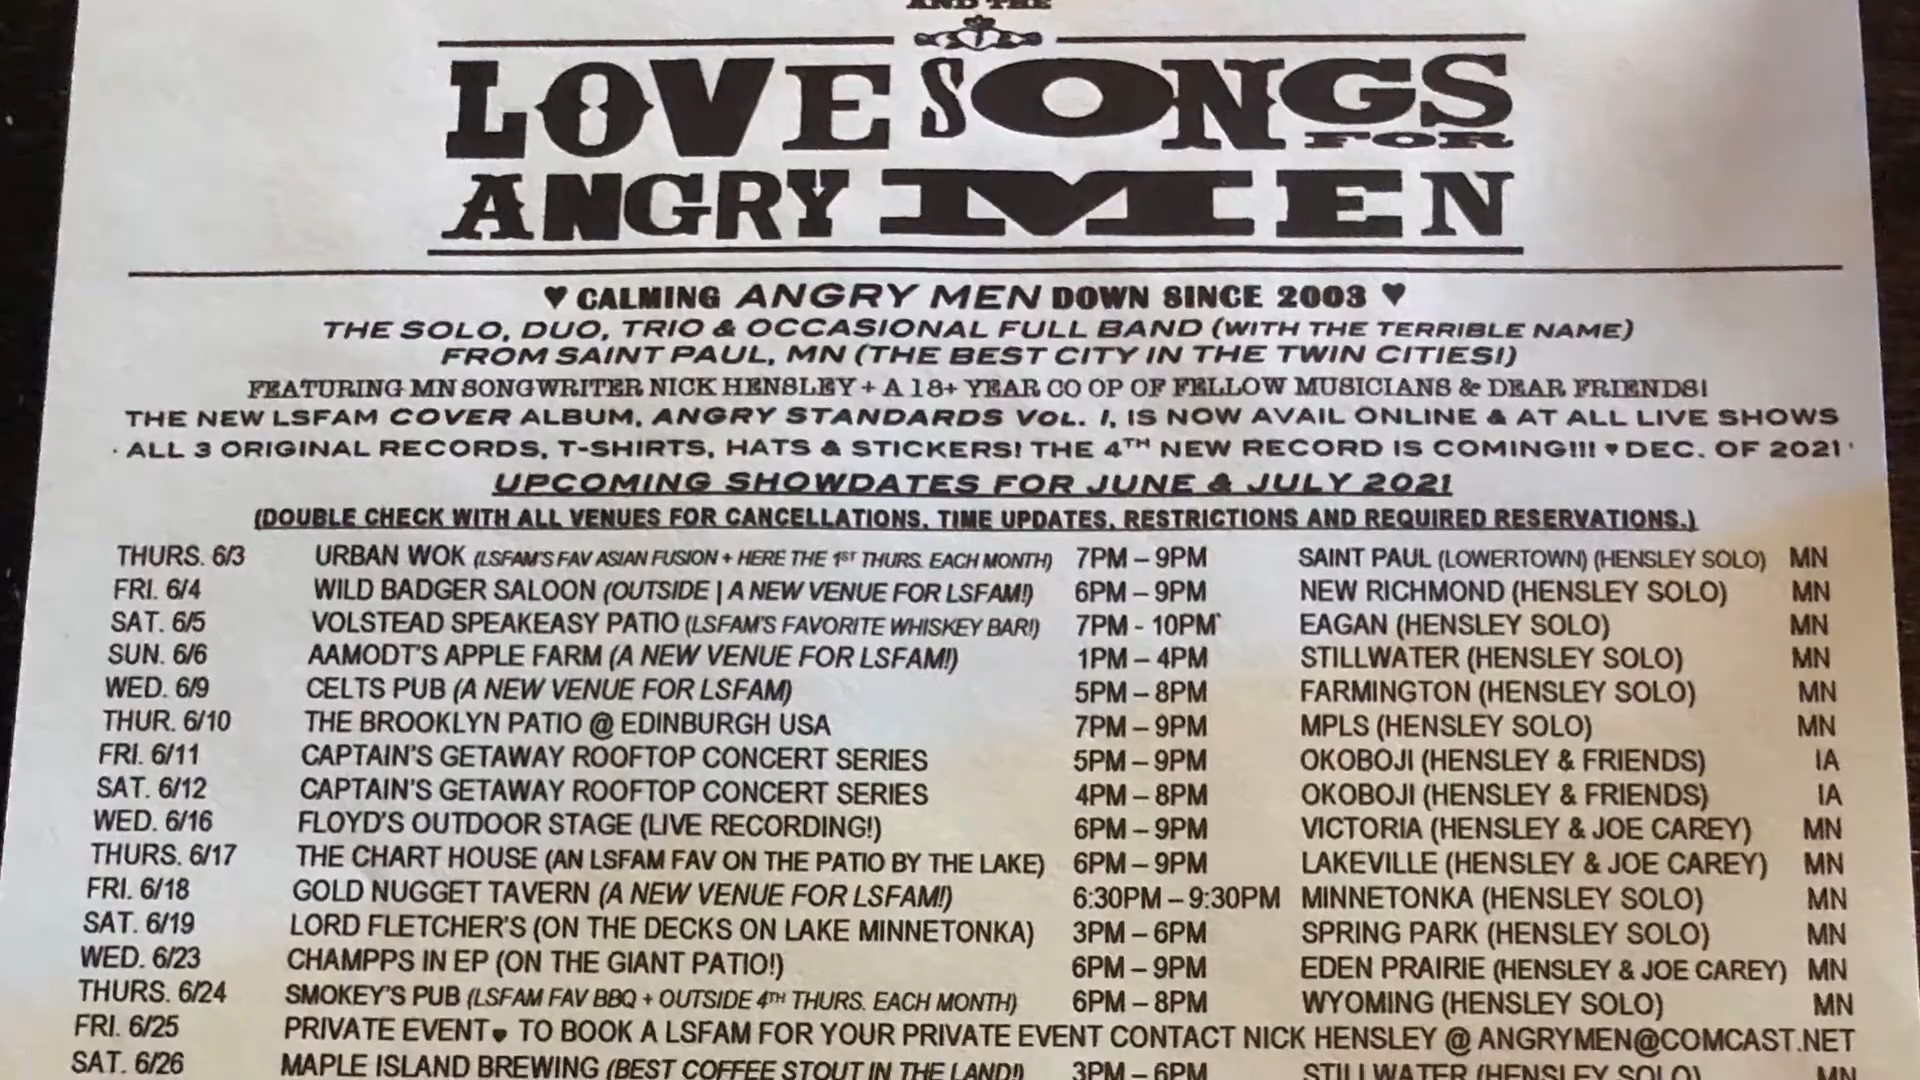 AND THE
LOVE SONGS FOR
ANGRY MEN
♥ CALMING ANGRY MEN DOWN SINCE 2003 ♥
THE SOLO, DUO, TRIO & OCCASIONAL FULL BAND (WITH THE TERRIBLE NAME)
FROM SAINT PAUL, MN (THE BEST CITY IN THE TWIN CITIES!)
FEATURING MN SONGWRITER NICK HENSLEY + A 18+ YEAR CO OP OF FELLOW MUSICIANS & DEAR FRIENDS!
THE NEW LSFAM COVER ALBUM, ANGRY STANDARDS VOL. 1, IS NOW AVAIL ONLINE & AT ALL LIVE SHOWS
· ALL 3 ORIGINAL RECORDS, T-SHIRTS, HATS & STICKERS! THE 4TH NEW RECORD IS COMING!!! ♥ DEC. OF 2021 ·
UPCOMING SHOWDATES FOR JUNE & JULY 2021
(DOUBLE CHECK WITH ALL VENUES FOR CANCELLATIONS, TIME UPDATES, RESTRICTIONS AND REQUIRED RESERVATIONS.)
THURS. 6/3 URBAN WOK (LSFAM'S FAV ASIAN FUSION + HERE THE 1ST THURS. EACH MONTH) 7PM – 9PM SAINT PAUL (LOWERTOWN) (HENSLEY SOLO) MN
FRI. 6/4 WILD BADGER SALOON (OUTSIDE | A NEW VENUE FOR LSFAM!) 6PM – 9PM NEW RICHMOND (HENSLEY SOLO) MN
SAT. 6/5 VOLSTEAD SPEAKEASY PATIO (LSFAM'S FAVORITE WHISKEY BAR!) 7PM - 10PM* EAGAN (HENSLEY SOLO) MN
SUN. 6/6 AAMODT'S APPLE FARM (A NEW VENUE FOR LSFAM!) 1PM – 4PM STILLWATER (HENSLEY SOLO) MN
WED. 6/9 CELTS PUB (A NEW VENUE FOR LSFAM) 5PM – 8PM FARMINGTON (HENSLEY SOLO) MN
THUR. 6/10 THE BROOKLYN PATIO @ EDINBURGH USA 7PM – 9PM MPLS (HENSLEY SOLO) MN
FRI. 6/11 CAPTAIN'S GETAWAY ROOFTOP CONCERT SERIES 5PM – 9PM OKOBOJI (HENSLEY & FRIENDS) IA
SAT. 6/12 CAPTAIN'S GETAWAY ROOFTOP CONCERT SERIES 4PM – 8PM OKOBOJI (HENSLEY & FRIENDS) IA
WED. 6/16 FLOYD'S OUTDOOR STAGE (LIVE RECORDING!) 6PM – 9PM VICTORIA (HENSLEY & JOE CAREY) MN
THURS. 6/17 THE CHART HOUSE (AN LSFAM FAV ON THE PATIO BY THE LAKE) 6PM – 9PM LAKEVILLE (HENSLEY & JOE CAREY) MN
FRI. 6/18 GOLD NUGGET TAVERN (A NEW VENUE FOR LSFAM!) 6:30PM – 9:30PM MINNETONKA (HENSLEY SOLO) MN
SAT. 6/19 LORD FLETCHER'S (ON THE DECKS ON LAKE MINNETONKA) 3PM – 6PM SPRING PARK (HENSLEY SOLO) MN
WED. 6/23 CHAMPPS IN EP (ON THE GIANT PATIO!) 6PM – 9PM EDEN PRAIRIE (HENSLEY & JOE CAREY) MN
THURS. 6/24 SMOKEY'S PUB (LSFAM FAV BBQ + OUTSIDE 4TH THURS. EACH MONTH) 6PM – 8PM WYOMING (HENSLEY SOLO) MN
FRI. 6/25 PRIVATE EVENT ♥ TO BOOK A LSFAM FOR YOUR PRIVATE EVENT CONTACT NICK HENSLEY @ ANGRYMEN@COMCAST.NET
SAT. 6/26 MAPLE ISLAND BREWING (BEST COFFEE STOUT IN THE LAND!) 3PM – 6PM STILLWATER (HENSLEY SOLO) MN